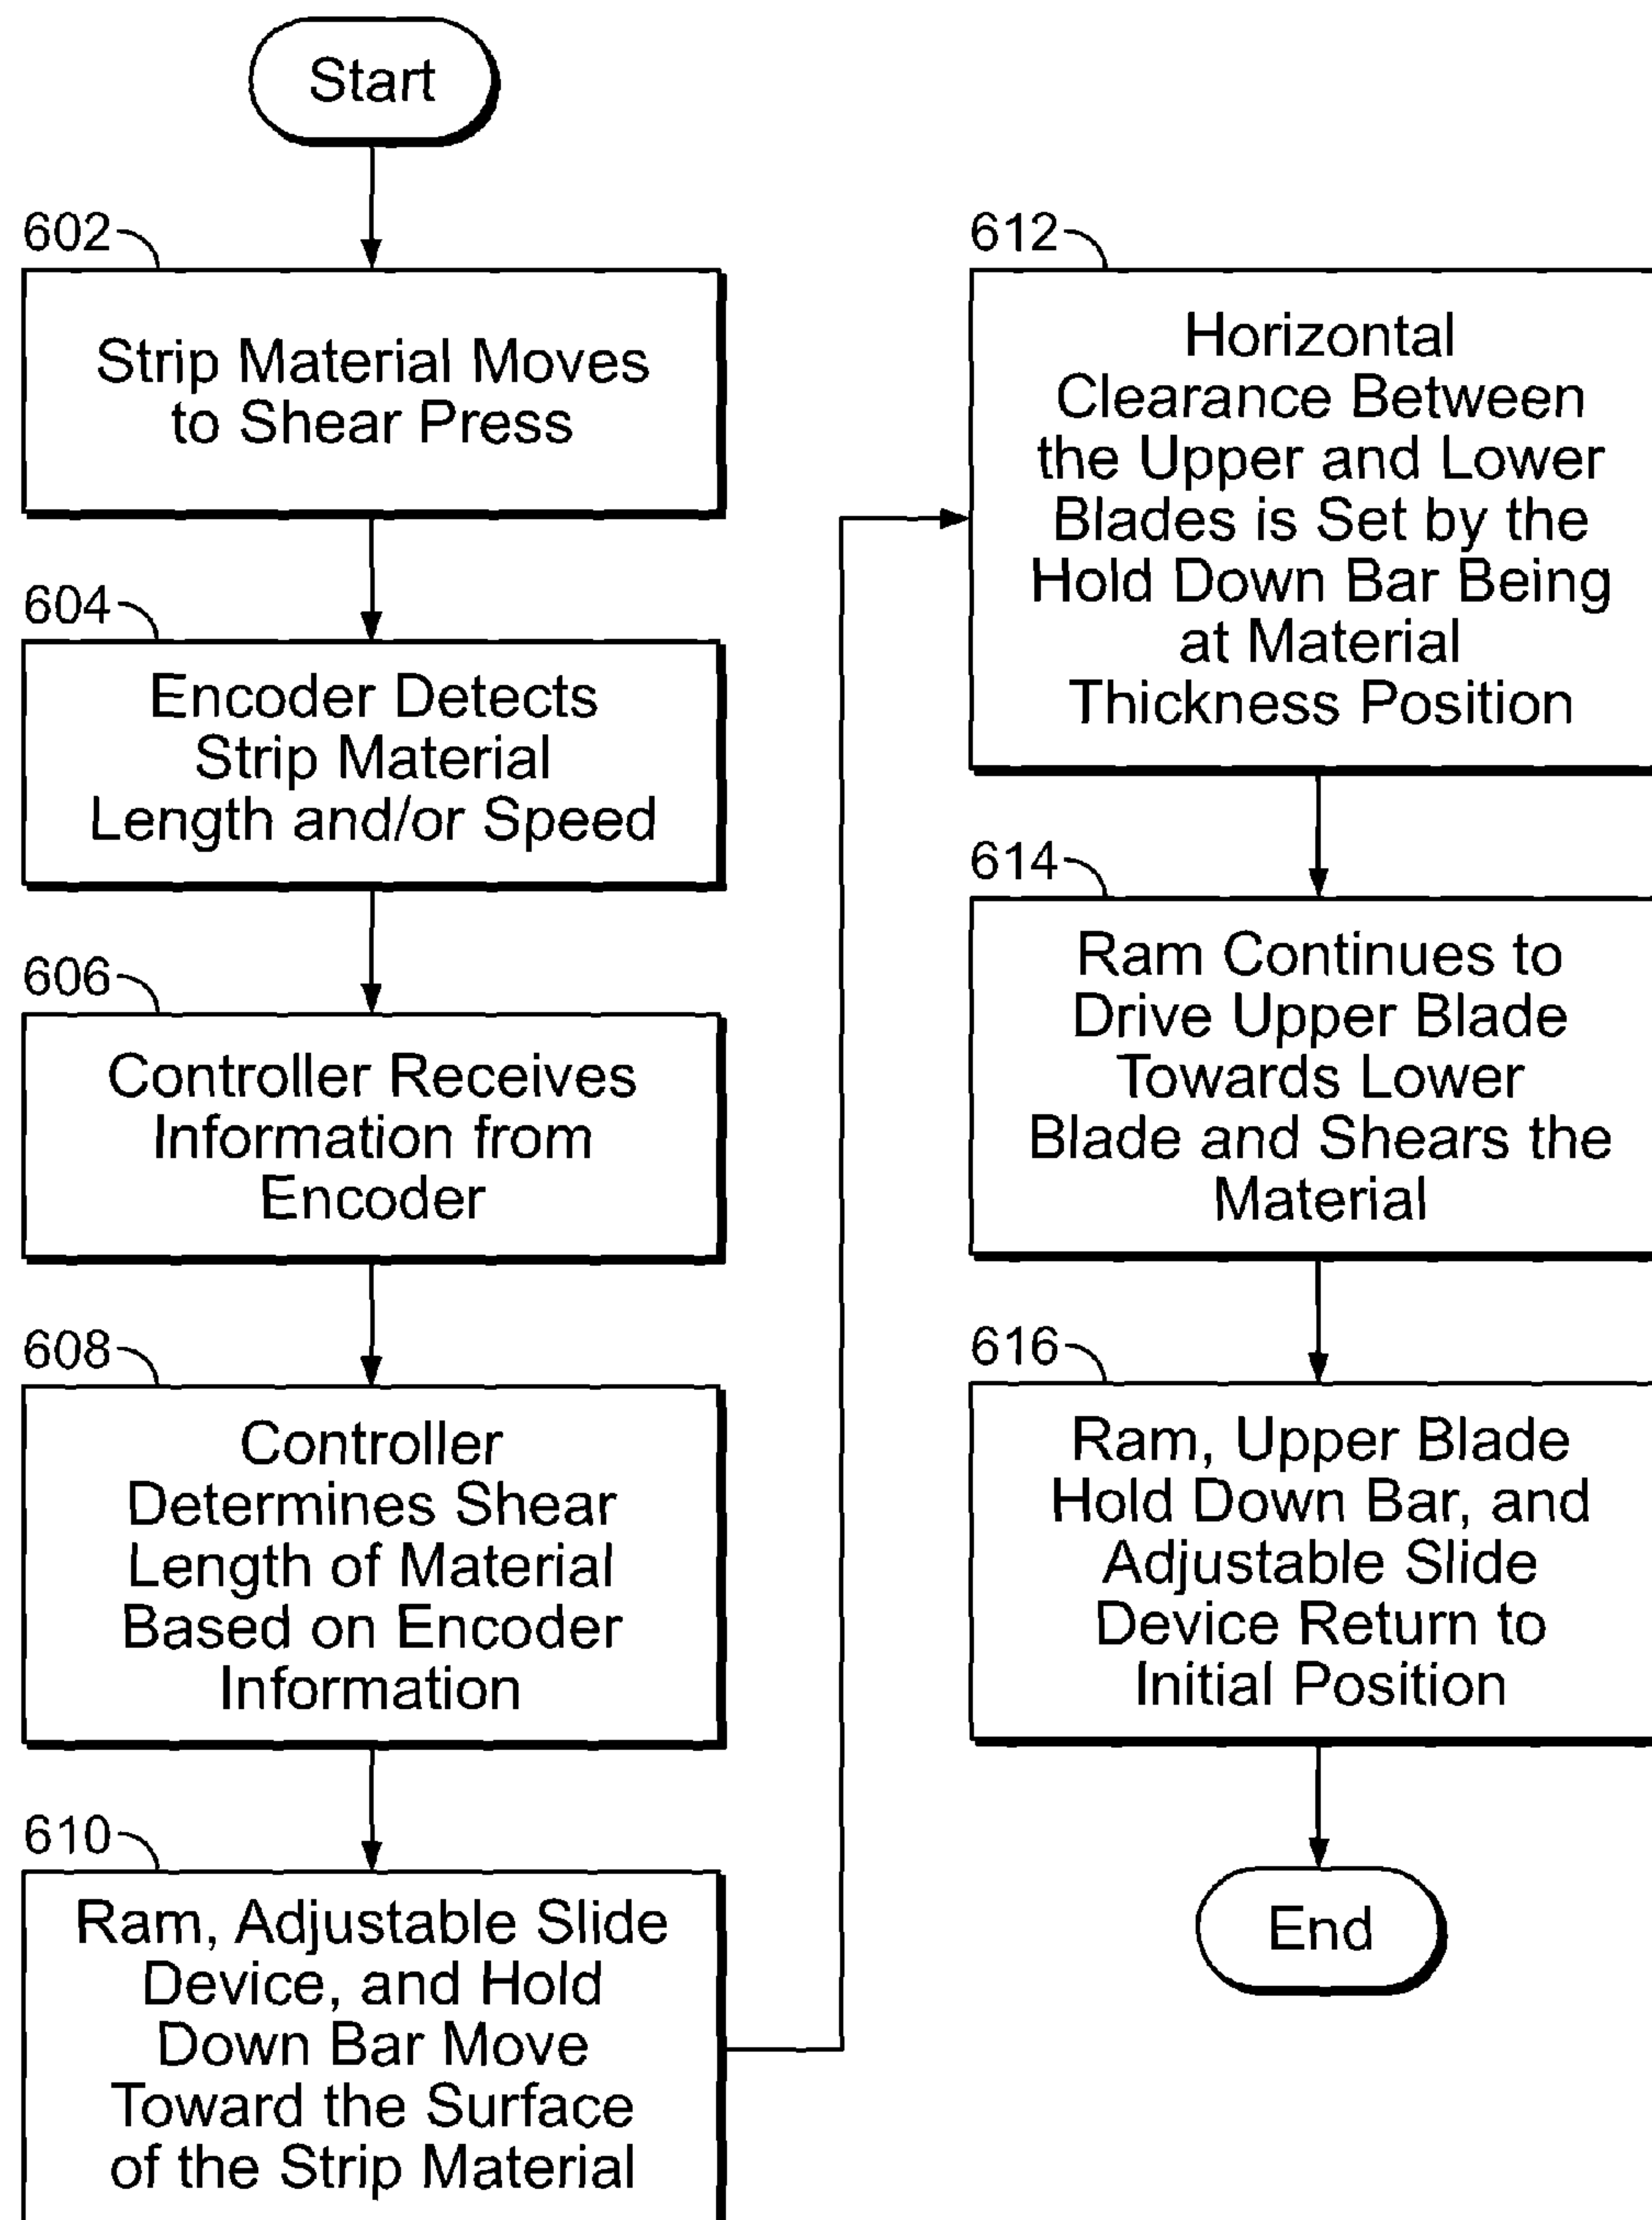 Start
602
Strip Material Moves
to Shear Press
604
Encoder Detects
Strip Material
Length and/or Speed
606
Controller Receives
Information from
Encoder
608
Controller
Determines Shear
Length of Material
Based on Encoder
Information
610
Ram, Adjustable Slide
Device, and Hold
Down Bar Move
Toward the Surface
of the Strip Material
612
Horizontal
Clearance Between
the Upper and Lower
Blades is Set by the
Hold Down Bar Being
at Material
Thickness Position
614
Ram Continues to
Drive Upper Blade
Towards Lower
Blade and Shears the
Material
616
Ram, Upper Blade
Hold Down Bar, and
Adjustable Slide
Device Return to
Initial Position
End